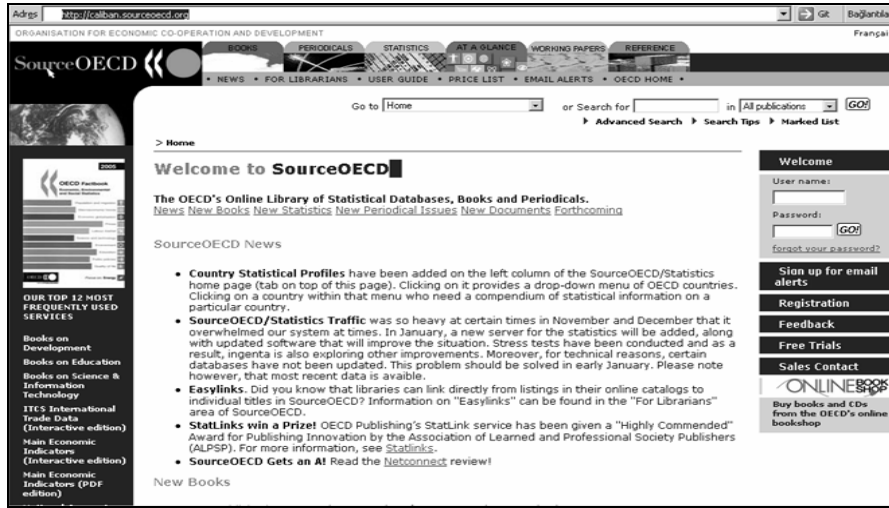 Adres http://caliban.sourceoecd.org Git Bağlantıla
ORGANISATION FOR ECONOMIC CO-OPERATION AND DEVELOPMENT Françai
BOOKS PERIODICALS STATISTICS AT A GLANCE WORKING PAPERS REFERENCE
SourceOECD
• NEWS • FOR LIBRARIANS • USER GUIDE • PRICE LIST • EMAIL ALERTS • OECD HOME •
Go to Home or Search for in All publications GO!
Advanced Search Search Tips Marked List
> Home
Welcome to SourceOECD
The OECD's Online Library of Statistical Databases, Books and Periodicals.
News New Books New Statistics New Periodical Issues New Documents Forthcoming
SourceOECD News
• Country Statistical Profiles have been added on the left column of the SourceOECD/Statistics
home page (tab on top of this page). Clicking on it provides a drop-down menu of OECD countries.
Clicking on a country within that menu who need a compendium of statistical information on a
particular country.
• SourceOECD/Statistics Traffic was so heavy at certain times in November and December that it
overwhelmed our system at times. In January, a new server for the statistics will be added, along
with updated software that will improve the situation. Stress tests have been conducted and as a
result, ingenta is also exploring other improvements. Moreover, for technical reasons, certain
databases have not been updated. This problem should be solved in early January. Please note
however, that most recent data is avaible.
• Easylinks. Did you know that libraries can link directly from listings in their online catalogs to
individual titles in SourceOECD? Information on "Easylinks" can be found in the "For Librarians"
area of SourceOECD.
• StatLinks win a Prize! OECD Publishing's StatLink service has been given a "Highly Commended"
Award for Publishing Innovation by the Association of Learned and Professional Society Publishers
(ALPSP). For more information, see Statlinks.
• SourceOECD Gets an A! Read the Netconnect review!
New Books
2005
OECD Factbook
OUR TOP 12 MOST
FREQUENTLY USED
SERVICES
Books on
Development
Books on Education
Books on Science &
Information
Technology
ITCS International
Trade Data
(Interactive edition)
Main Economic
Indicators
(Interactive edition)
Main Economic
Indicators (PDF
edition)
Welcome
User name:
Password:
GO!
forgot your password?
Sign up for email
alerts
Registration
Feedback
Free Trials
Sales Contact
ONLINE BOOK SHOP
Buy books and CDs
from the OECD's online
bookshop